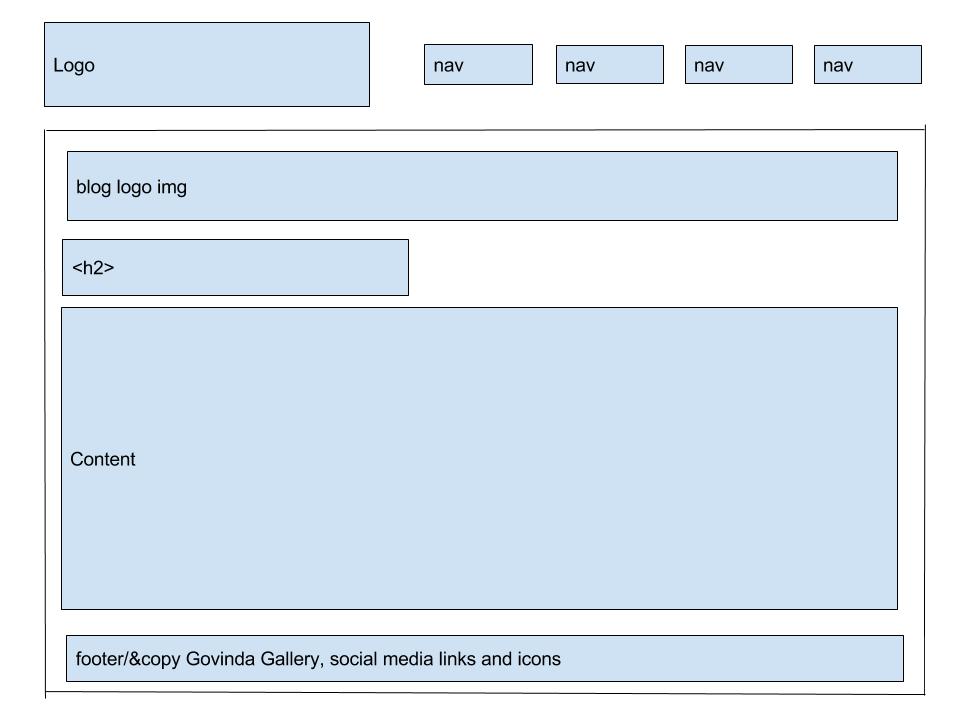 Logo
nav
nav
nav
nav
blog logo img
<h2>
Content
footer/&copy Govinda Gallery, social media links and icons